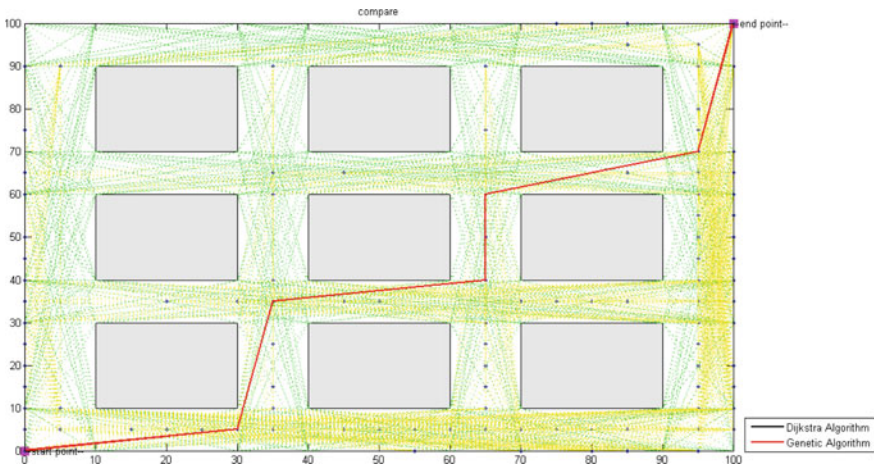 compare
100
end point--
90
80
70
60
50
40
30
20
10
0
start point--
0 10 20 30 40 50 60 70 80 90 100
Dijkstra Algorithm
Genetic Algorithm